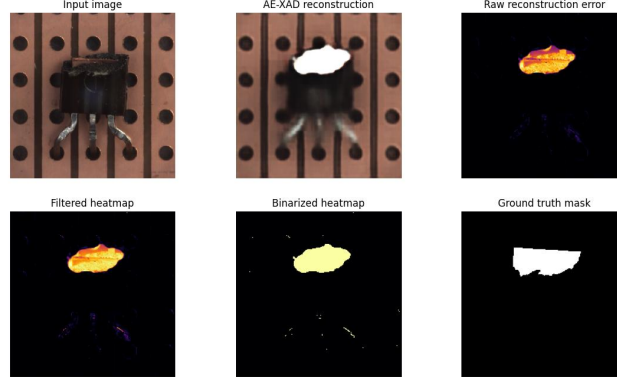 Input image
AE-XAD reconstruction
Raw reconstruction error
Filtered heatmap
Binarized heatmap
Ground truth mask